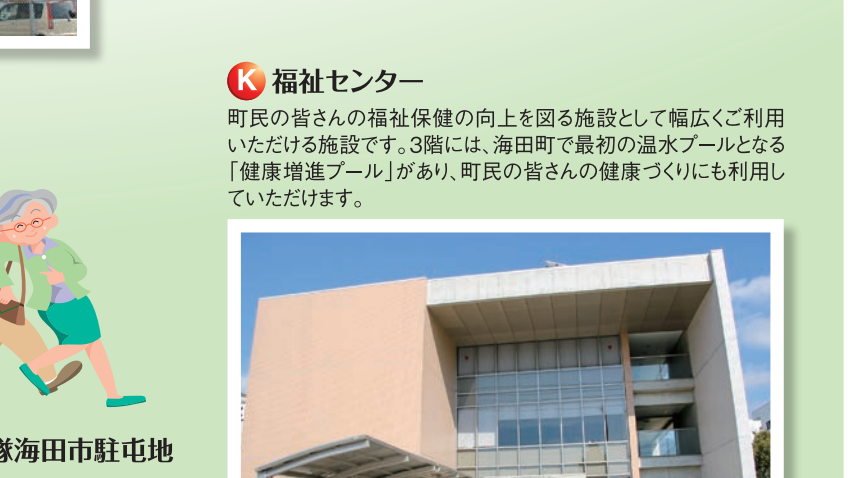 K 福祉センター
町民の皆さんの福祉保健の向上を図る施設として幅広くご利用
いただける施設です。3階には、海田町で最初の温水プールとなる
「健康増進プール」があり、町民の皆さんの健康づくりにも利用し
ていただけます。
隊海田市駐屯地